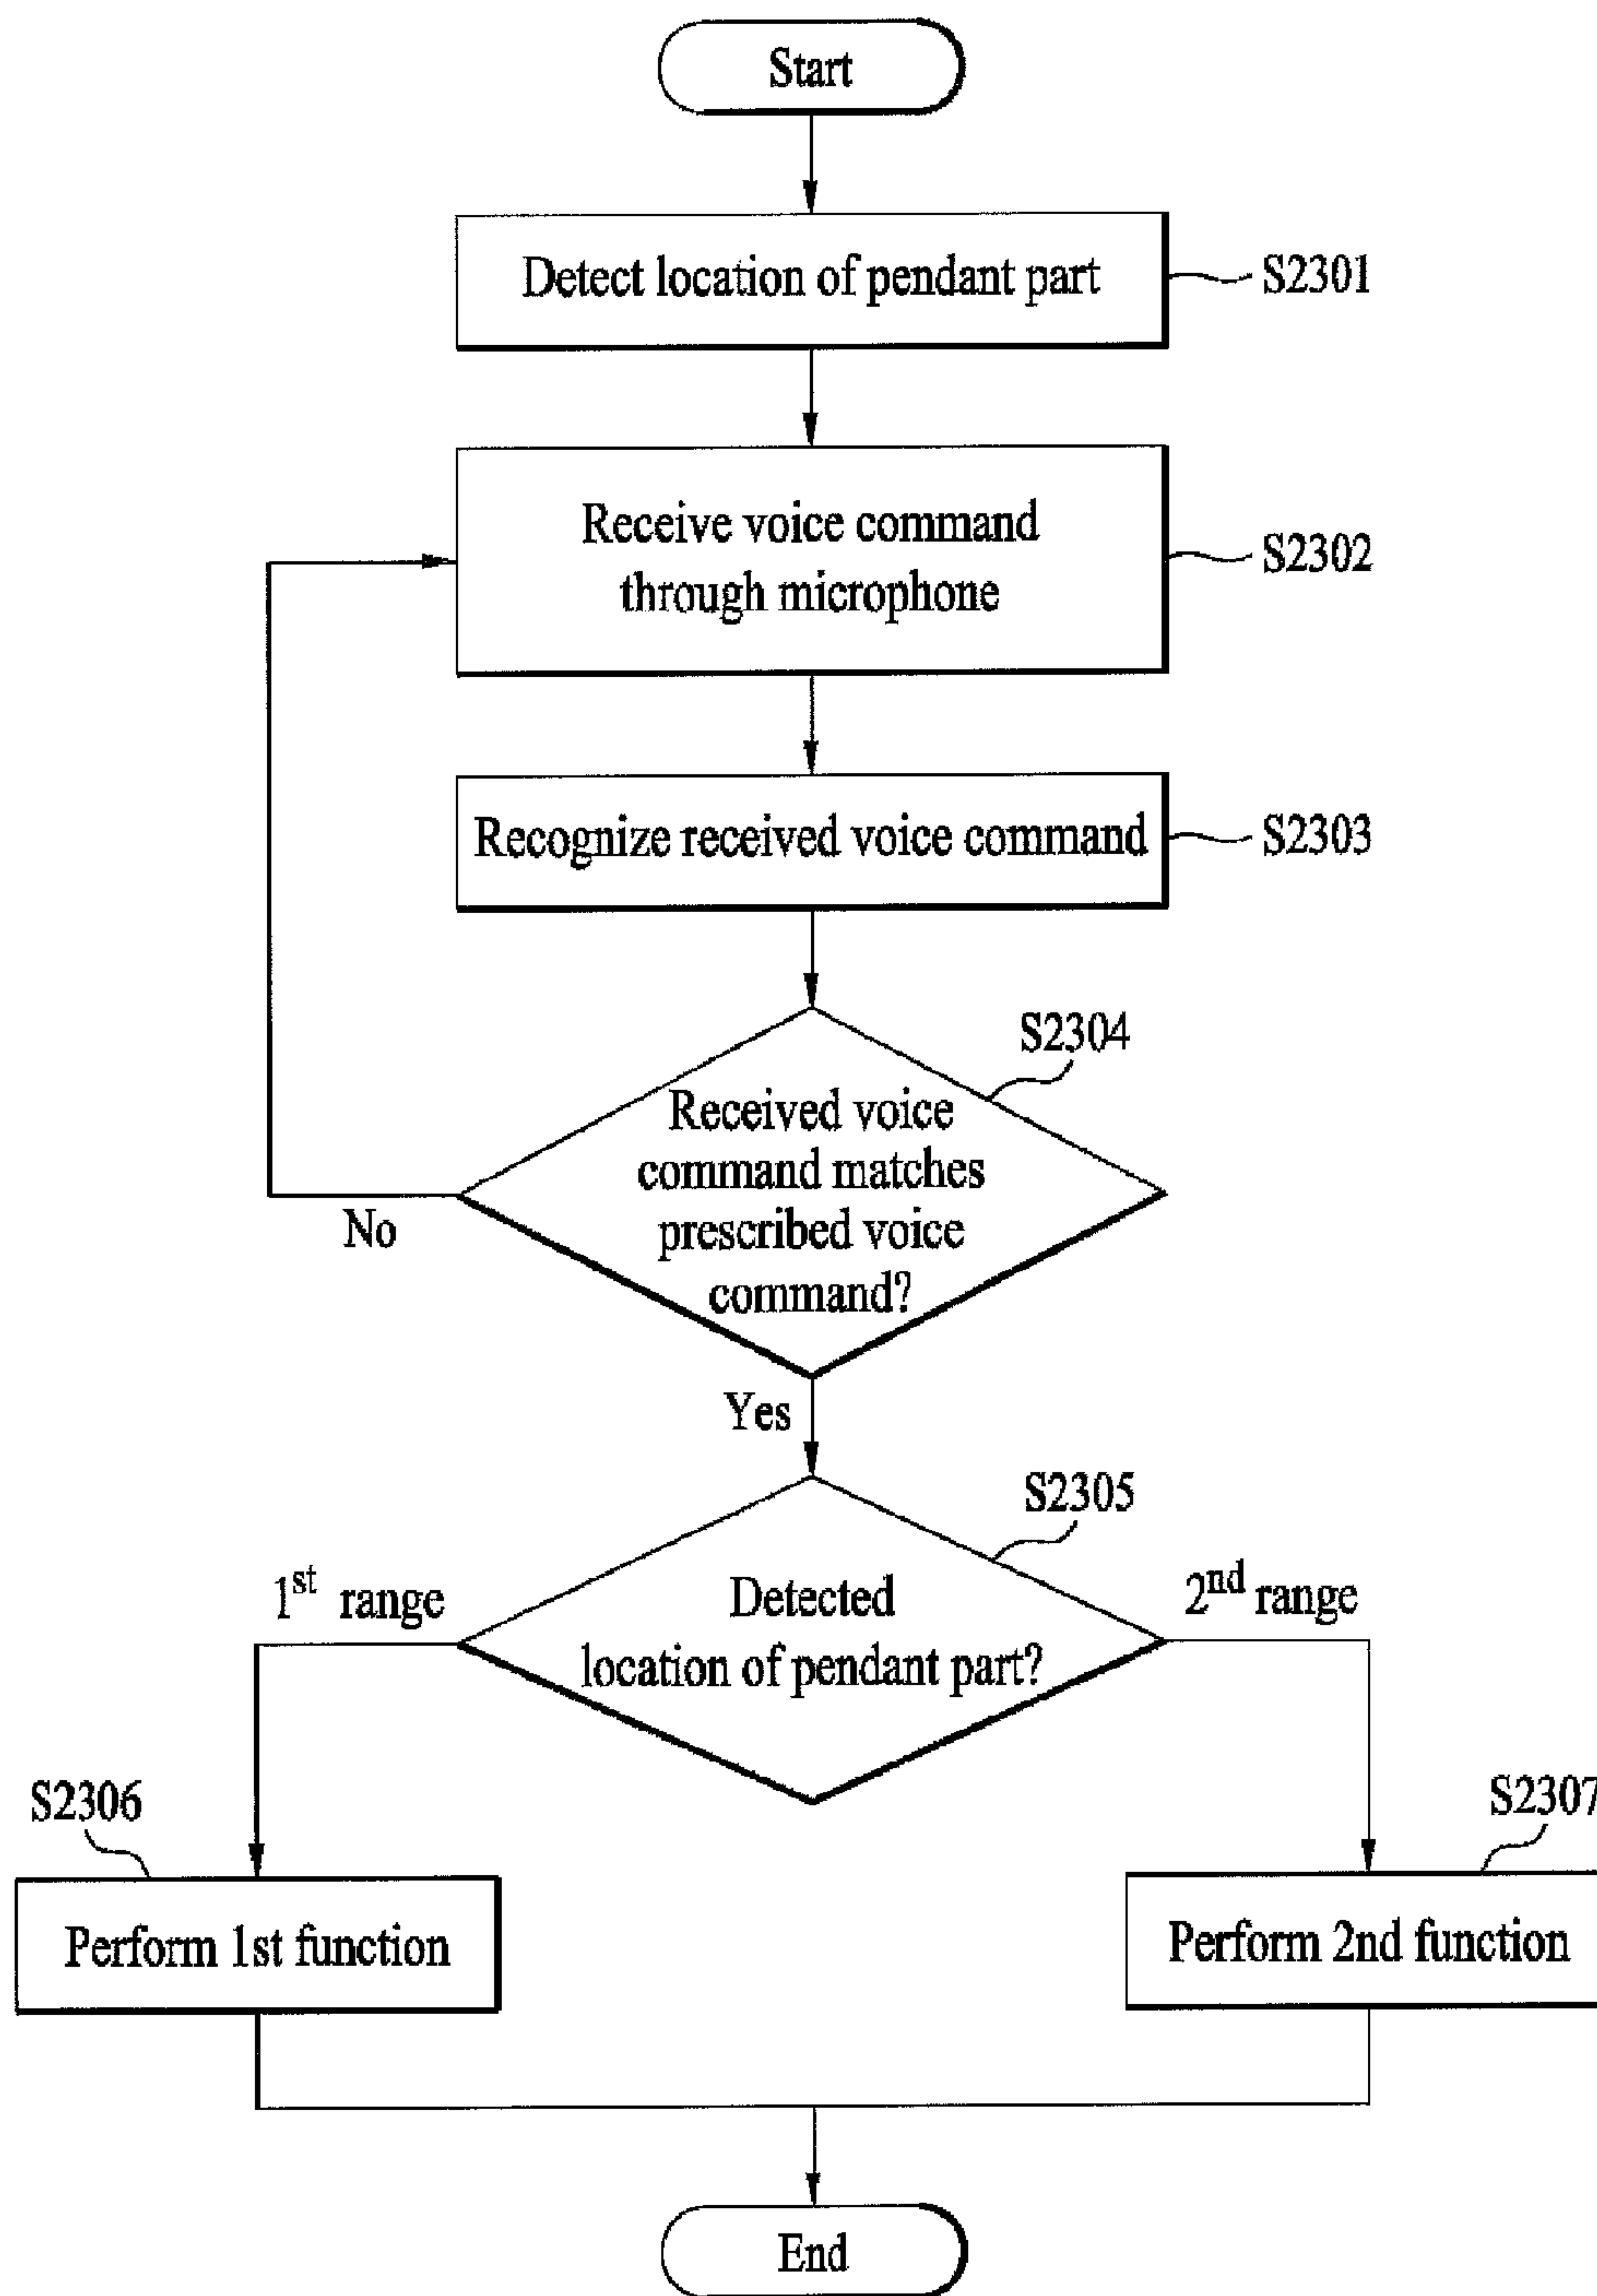 Start
Detect location of pendant part
S2301
Receive voice command
through microphone
S2302
Recognize received voice command
S2303
S2304
Received voice
command matches
prescribed voice
command?
No
Yes
S2305
1st range
Detected
location of pendant part?
2nd range
S2306
Perform 1st function
S2307
Perform 2nd function
End